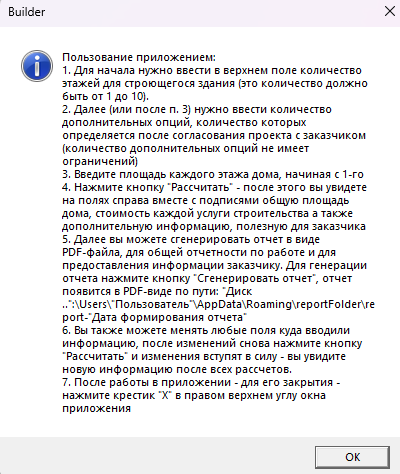 Builder
Пользование приложением:
1. Для начала нужно ввести в верхнем поле количество
этажей для строющегося здания (это количество должно
быть от 1 до 10).
2. Далее (или после п. 3) нужно ввести количество
дополнительных опций, количество которых
определяется после согласования проекта с заказчиком
(количество дополнительных опций не имеет
ограничений)
3. Введите площадь каждого этажа дома, начиная с 1-го
4. Нажмите кнопку "Рассчитать" - после этого вы увидете
на полях справа вместе с подписями общую площадь
дома, стоимость каждой услуги строительства а также
дополнительную информацию, полезную для заказчика
5. Далее вы можете сгенерировать отчет в виде
PDF-файла, для общей отчетности по работе и для
предоставления информации заказчику. Для генерации
отчета нажмите кнопку "Сгенерировать отчет", отчет
появится в PDF-виде по пути: "Диск
..":\Users\"Пользователь"\AppData\Roaming\reportFolder\re
port-"Дата формирования отчета"
6. Вы также можете менять любые поля куда вводили
информацию, после изменений снова нажмите кнопку
"Рассчитать" и изменения вступят в силу - вы увидите
новую информацию после всех рассчетов.
7. После работы в приложении - для его закрытия -
нажмите крестик "X" в правом верхнем углу окна
приложения
OK